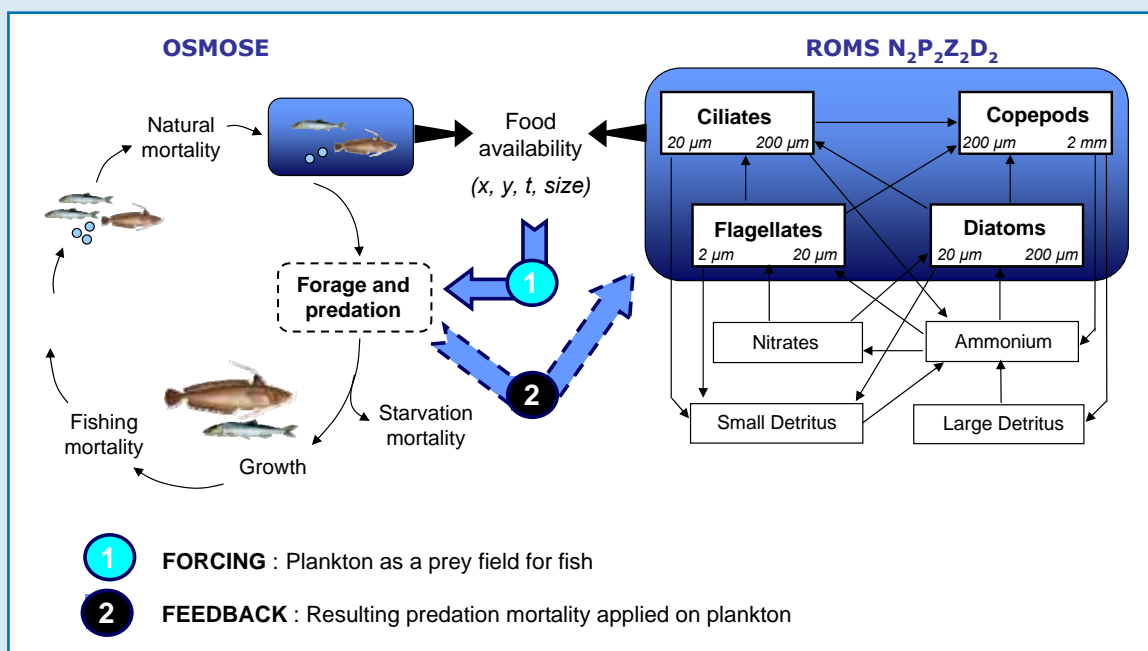 OSMOSE
ROMS N₂P₂Z₂D₂
Natural
mortality
Food
availability
(x, y, t, size)
Ciliates
20 µm 200 µm
Copepods
200 µm 2 mm
Flagellates
2 µm 20 µm
Diatoms
20 µm 200 µm
1
Forage and
predation
Nitrates
Ammonium
2
Small Detritus
Large Detritus
Starvation
mortality
Fishing
mortality
Growth
1 FORCING : Plankton as a prey field for fish
2 FEEDBACK : Resulting predation mortality applied on plankton